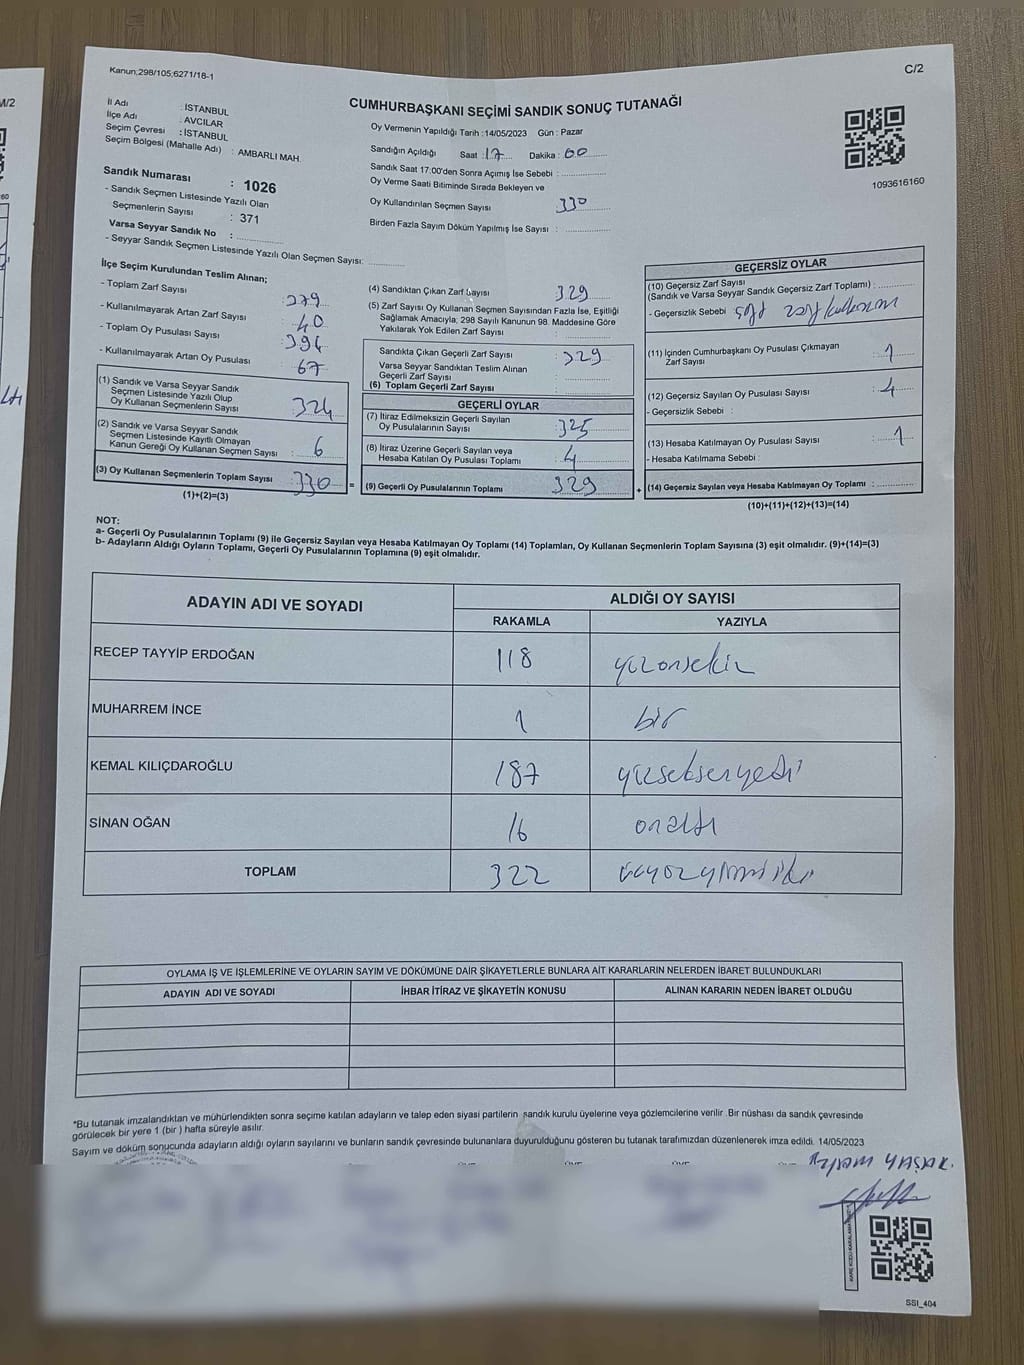 Kanun;298/105;6271/18-1
C/2
M/2
CUMHURBAŞKANI SEÇİMİ SANDIK SONUÇ TUTANAĞI
İl Adı : İSTANBUL
İlçe Adı : AVCILAR
Seçim Çevresi : İSTANBUL
Seçim Bölgesi (Mahalle Adı) : AMBARLI MAH.
Sandık Numarası : 1026
- Sandık Seçmen Listesinde Yazılı Olan
Seçmenlerin Sayısı : 371
Varsa Seyyar Sandık No :
- Seyyar Sandık Seçmen Listesinde Yazılı Olan Seçmen Sayısı:
Oy Vermenin Yapıldığı Tarih :14/05/2023 Gün : Pazar
Sandığın Açıldığı Saat : 17 Dakika : 00
Sandık Saat 17:00'den Sonra Açımış İse Sebebi :
Oy Verme Saati Bitiminde Sırada Bekleyen ve
Oy Kullandırılan Seçmen Sayısı 330
Birden Fazla Sayım Döküm Yapılmış İse Sayısı :
1093616160
İlçe Seçim Kurulundan Teslim Alınan;
- Toplam Zarf Sayısı : 379
- Kullanılmayarak Artan Zarf Sayısı : 40
- Toplam Oy Pusulası Sayısı : 394
- Kullanılmayarak Artan Oy Pusulası : 67
(1) Sandık ve Varsa Seyyar Sandık
Seçmen Listesinde Yazılı Olup
Oy Kullanan Seçmenlerin Sayısı : 324
(2) Sandık ve Varsa Seyyar Sandık
Seçmen Listesinde Kayıtlı Olmayan
Kanun Gereği Oy Kullanan Seçmen Sayısı : 6
(3) Oy Kullanan Seçmenlerin Toplam Sayısı : 330
(1)+(2)=(3)
=
(4) Sandıktan Çıkan Zarf Sayısı 329
(5) Zarf Sayısı Oy Kullanan Seçmen Sayısından Fazla İse, Eşitliği
Sağlamak Amacıyla; 298 Sayılı Kanunun 98. Maddesine Göre
Yakılarak Yok Edilen Zarf Sayısı :
Sandıkta Çıkan Geçerli Zarf Sayısı : 329
Varsa Seyyar Sandıktan Teslim Alınan
Geçerli Zarf Sayısı
(6) Toplam Geçerli Zarf Sayısı
GEÇERLİ OYLAR
(7) İtiraz Edilmeksizin Geçerli Sayılan
Oy Pusulalarının Sayısı : 325
(8) İtiraz Üzerine Geçerli Sayılan veya
Hesaba Katılan Oy Pusulası Toplamı : 4
(9) Geçerli Oy Pusulalarının Toplamı 329
+
GEÇERSİZ OYLAR
(10) Geçersiz Zarf Sayısı
(Sandık ve Varsa Seyyar Sandık Geçersiz Zarf Toplamı) :
- Geçersizlik Sebebi
(11) İçinden Cumhurbaşkanı Oy Pusulası Çıkmayan
Zarf Sayısı : 1
(12) Geçersiz Sayılan Oy Pusulası Sayısı : 4
- Geçersizlik Sebebi :
(13) Hesaba Katılmayan Oy Pusulası Sayısı : 1
- Hesaba Katılmama Sebebi :
(14) Geçersiz Sayılan veya Hesaba Katılmayan Oy Toplamı :
(10)+(11)+(12)+(13)=(14)
NOT:
a- Geçerli Oy Pusulalarının Toplamı (9) ile Geçersiz Sayılan veya Hesaba Katılmayan Oy Toplamı (14) Toplamları, Oy Kullanan Seçmenlerin Toplam Sayısına (3) eşit olmalıdır. (9)+(14)=(3)
b- Adayların Aldığı Oyların Toplamı, Geçerli Oy Pusulalarının Toplamına (9) eşit olmalıdır.
ADAYIN ADI VE SOYADI ALDIĞI OY SAYISI
RAKAMLA YAZIYLA
RECEP TAYYİP ERDOĞAN 118 yüzonsekiz
MUHARREM İNCE 1 bir
KEMAL KILIÇDAROĞLU 187 yüzseksenyedi
SİNAN OĞAN 16 onaltı
TOPLAM 322 üçyüzyirmiiki
OYLAMA İŞ VE İŞLEMLERİNE VE OYLARIN SAYIM VE DÖKÜMÜNE DAİR ŞİKAYETLERLE BUNLARA AİT KARARLARIN NELERDEN İBARET BULUNDUKLARI
ADAYIN ADI VE SOYADI İHBAR İTİRAZ VE ŞİKAYETİN KONUSU ALINAN KARARIN NEDEN İBARET OLDUĞU
*Bu tutanak imzalandıktan ve mühürlendikten sonra seçime katılan adayların ve talep eden siyasi partilerin sandık kurulu üyelerine veya gözlemcilerine verilir .Bir nüshası da sandık çevresinde
görülecek bir yere 1 (bir ) hafta süreyle asılır.
Sayım ve döküm sonucunda adayların aldığı oyların sayılarını ve bunların sandık çevresinde bulunanlara duyurulduğunu gösteren bu tutanak tarafımızdan düzenlenerek imza edildi. 14/05/2023
YAŞAR
SSI_404